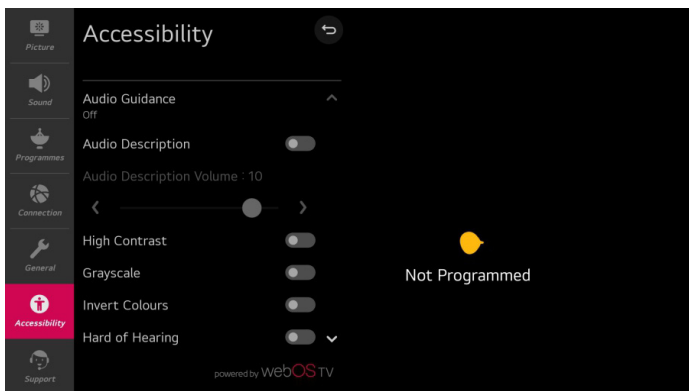 Picture
Sound
Programmes
Connection
General
Accessibility
Support
Accessibility
Audio Guidance
Off
Audio Description
Audio Description Volume : 10
High Contrast
Grayscale
Invert Colours
Hard of Hearing
powered by webOS TV
Not Programmed